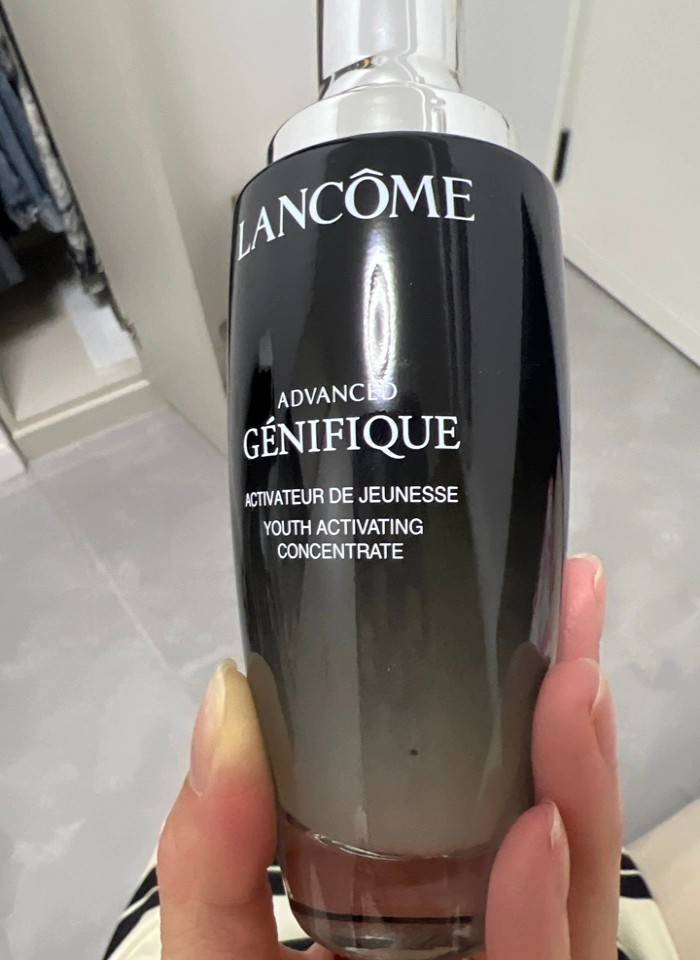 LANCÔME
ADVANCED
GÉNIFIQUE
ACTIVATEUR DE JEUNESSE
YOUTH ACTIVATING
CONCENTRATE